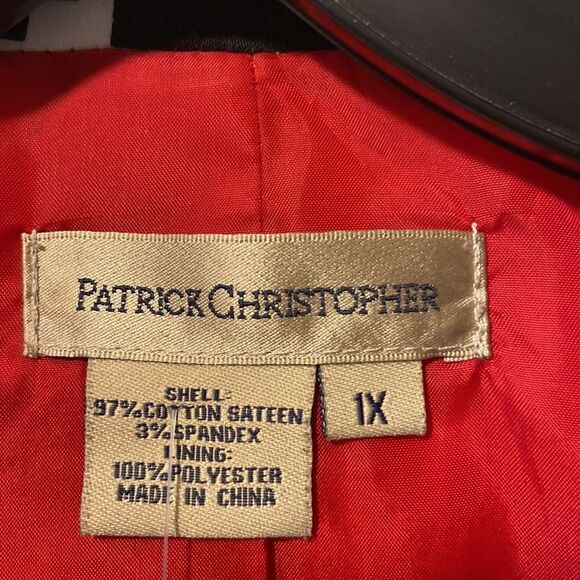 PATRICK CHRISTOPHER
SHELL:
97% COTTON SATEEN
3% SPANDEX
LINING:
100% POLYESTER
MADE IN CHINA
1X